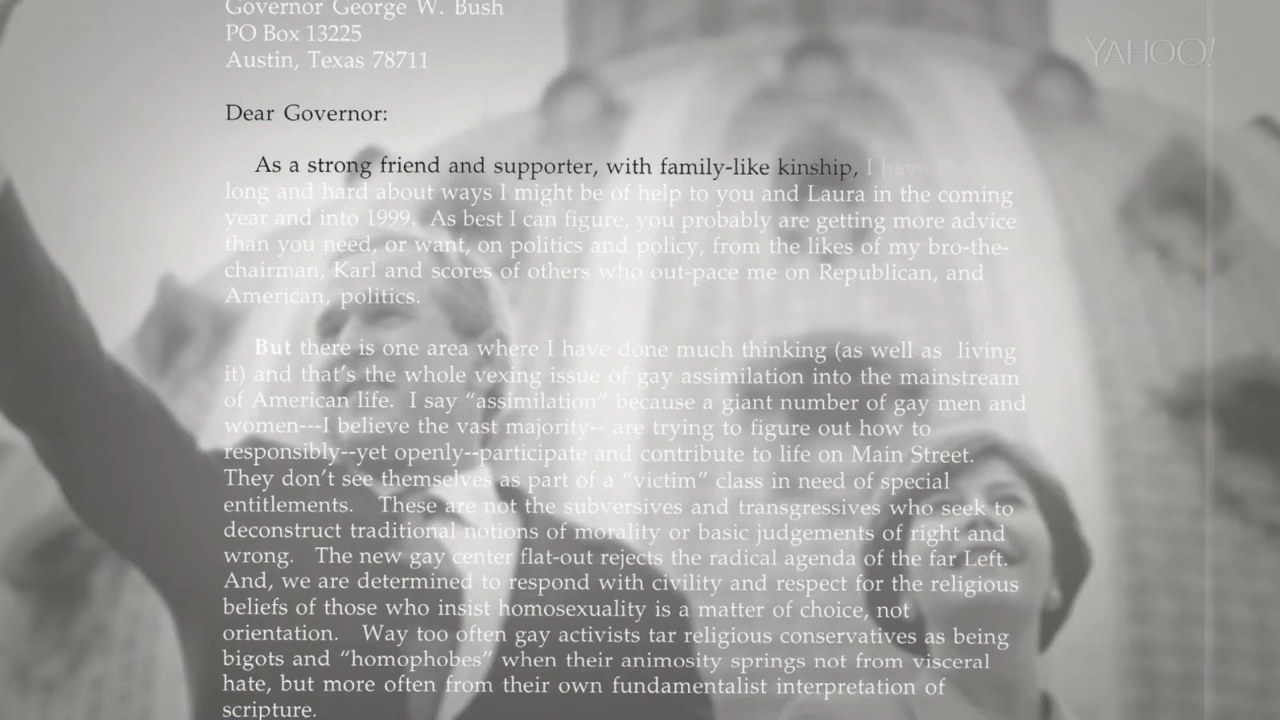 Governor George W. Bush
PO Box 13225
Austin, Texas 78711
YAHOO!
Dear Governor:
As a strong friend and supporter, with family-like kinship, I have
long and hard about ways I might be of help to you and Laura in the coming
year and into 1999. As best I can figure, you probably are getting more advice
than you need, or want, on politics and policy, from the likes of my bro-the-
chairman, Karl and scores of others who out-pace me on Republican, and
American, politics.
But there is one area where I have done much thinking (as well as living
it) and that's the whole vexing issue of gay assimilation into the mainstream
of American life. I say "assimilation" because a giant number of gay men and
women---I believe the vast majority-- are trying to figure out how to
responsibly--yet openly--participate and contribute to life on Main Street.
They don't see themselves as part of a "victim" class in need of special
entitlements. These are not the subversives and transgressives who seek to
deconstruct traditional notions of morality or basic judgements of right and
wrong. The new gay center flat-out rejects the radical agenda of the far Left.
And, we are determined to respond with civility and respect for the religious
beliefs of those who insist homosexuality is a matter of choice, not
orientation. Way too often gay activists tar religious conservatives as being
bigots and "homophobes" when their animosity springs not from visceral
hate, but more often from their own fundamentalist interpretation of
scripture.